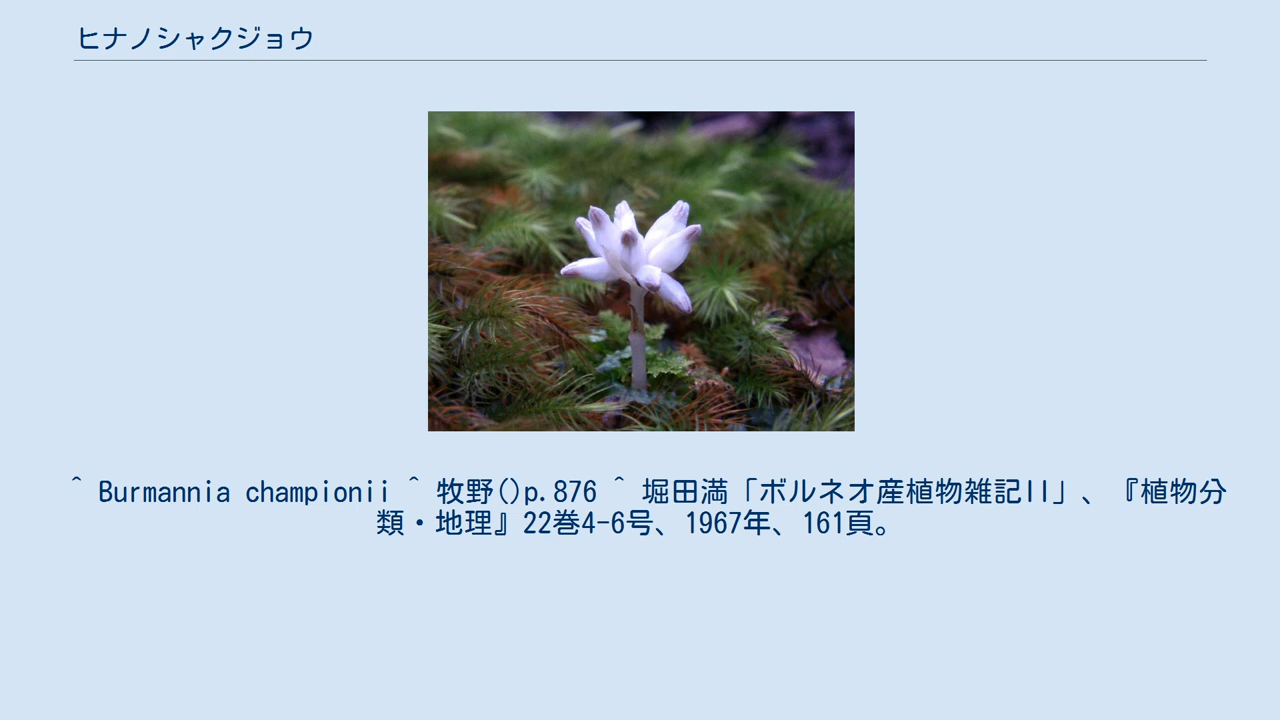 ヒナノシャクジョウ
^ Burmannia championii ^ 牧野()p.876 ^ 堀田満「ボルネオ産植物雑記II」、『植物分
類・地理』22巻4-6号、1967年、161頁。